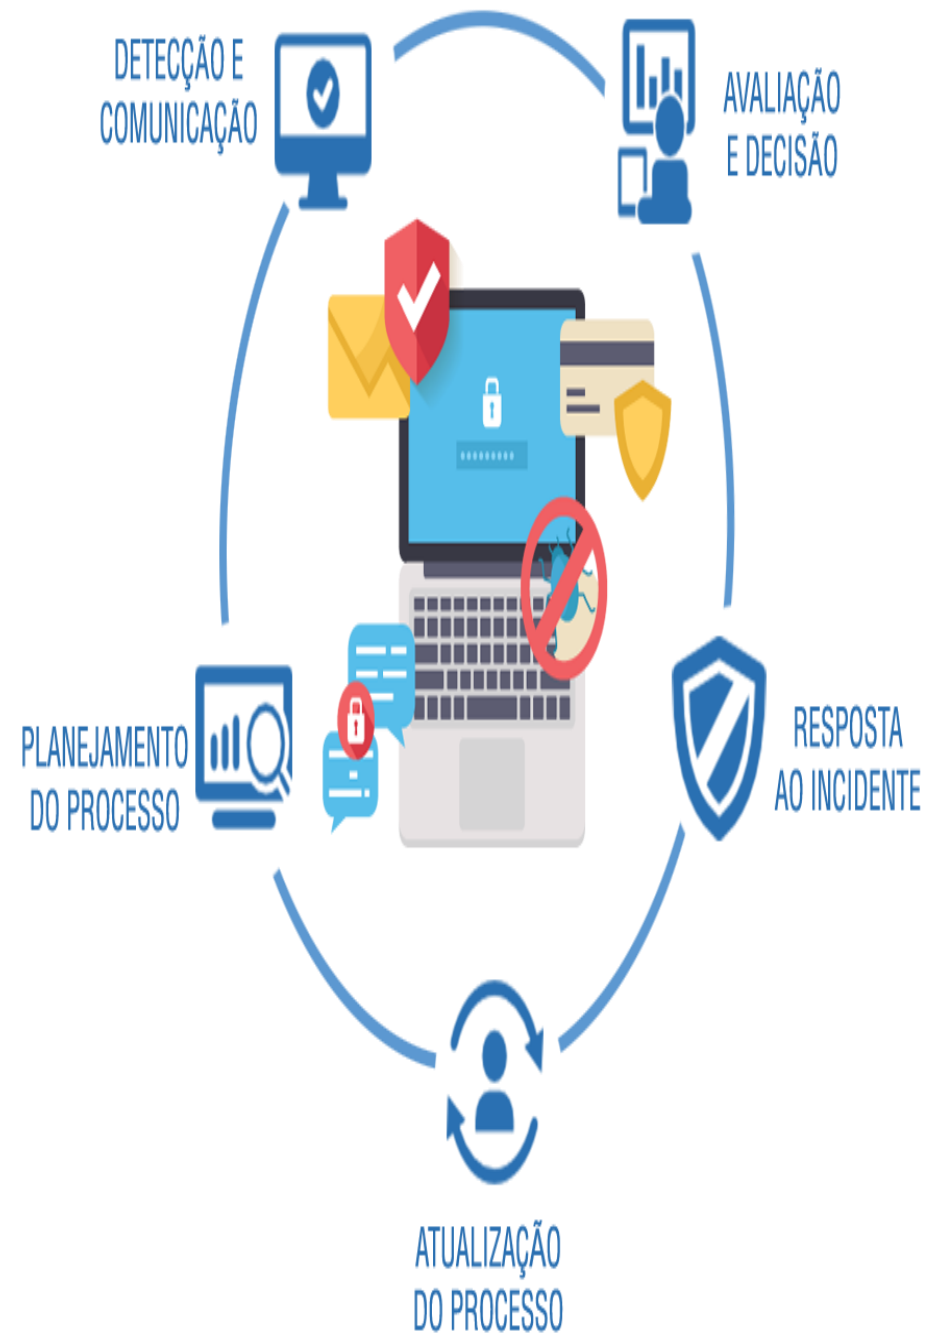 DETECÇÃO E
COMUNICAÇÃO
AVALIAÇÃO
E DECISÃO
PLANEJAMENTO
DO PROCESSO
RESPOSTA
AO INCIDENTE
ATUALIZAÇÃO
DO PROCESSO